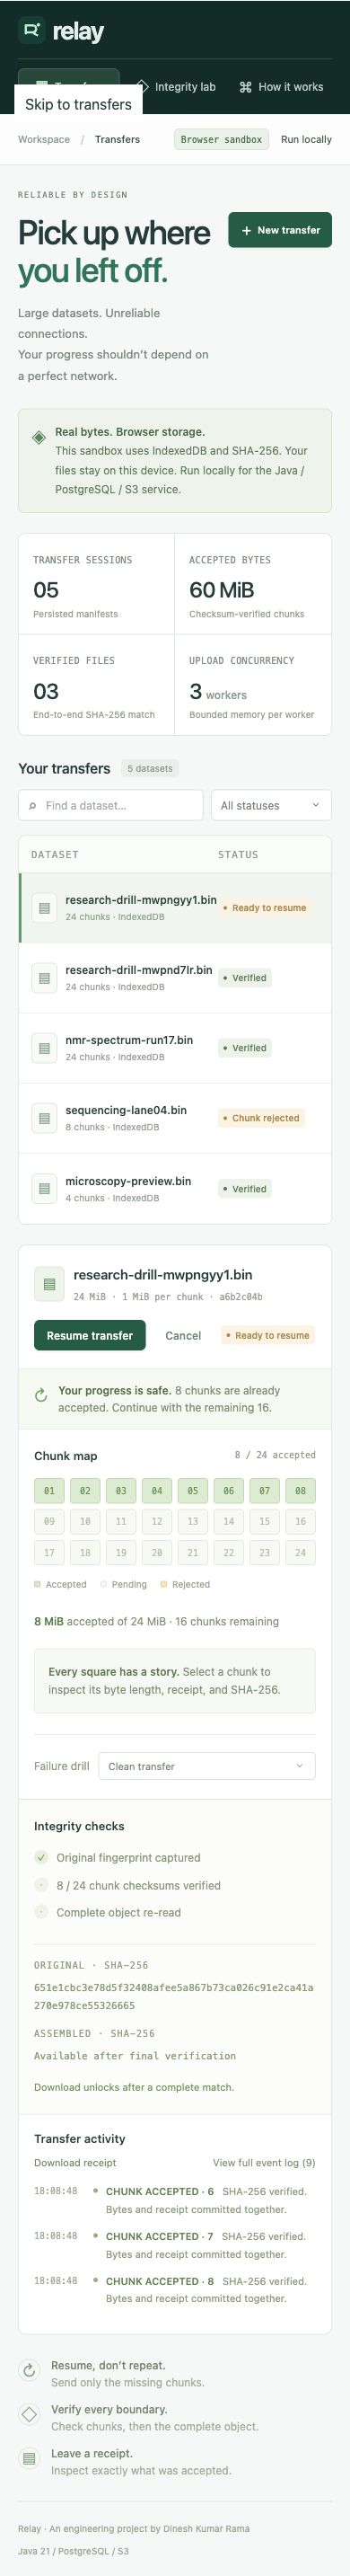 relay
Integrity lab
How it works
Skip to transfers
Workspace / Transfers
Browser sandbox
Run locally
RELIABLE BY DESIGN
Pick up where
you left off.
+ New transfer
Large datasets. Unreliable
connections.
Your progress shouldn't depend on
a perfect network.
Real bytes. Browser storage.
This sandbox uses IndexedDB and SHA-256. Your
files stay on this device. Run locally for the Java /
PostgreSQL / S3 service.
TRANSFER SESSIONS
05
Persisted manifests
ACCEPTED BYTES
60 MiB
Checksum-verified chunks
VERIFIED FILES
03
End-to-end SHA-256 match
UPLOAD CONCURRENCY
3 workers
Bounded memory per worker
Your transfers
5 datasets
Find a dataset...
All statuses
DATASET STATUS
research-drill-mwpngyy1.bin
24 chunks · IndexedDB
Ready to resume
research-drill-mwpnd7lr.bin
24 chunks · IndexedDB
Verified
nmr-spectrum-run17.bin
24 chunks · IndexedDB
Verified
sequencing-lane04.bin
8 chunks · IndexedDB
Chunk rejected
microscopy-preview.bin
4 chunks · IndexedDB
Verified
research-drill-mwpngyy1.bin
24 MiB · 1 MiB per chunk · a6b2c04b
Resume transfer
Cancel
Ready to resume
Your progress is safe. 8 chunks are already
accepted. Continue with the remaining 16.
Chunk map
8 / 24 accepted
01 02 03 04 05 06 07 08
09 10 11 12 13 14 15 16
17 18 19 20 21 22 23 24
Accepted Pending Rejected
8 MiB accepted of 24 MiB · 16 chunks remaining
Every square has a story. Select a chunk to
inspect its byte length, receipt, and SHA-256.
Failure drill
Clean transfer
Integrity checks
Original fingerprint captured
8 / 24 chunk checksums verified
Complete object re-read
ORIGINAL · SHA-256
651e1cbc3e78d5f32408afee5a867b73ca026c91e2ca41a
270e978ce55326665
ASSEMBLED · SHA-256
Available after final verification
Download unlocks after a complete match.
Transfer activity
Download receipt
View full event log (9)
18:08:48 CHUNK ACCEPTED · 6 SHA-256 verified.
Bytes and receipt committed together.
18:08:48 CHUNK ACCEPTED · 7 SHA-256 verified.
Bytes and receipt committed together.
18:08:48 CHUNK ACCEPTED · 8 SHA-256 verified.
Bytes and receipt committed together.
Resume, don't repeat.
Send only the missing chunks.
Verify every boundary.
Check chunks, then the complete object.
Leave a receipt.
Inspect exactly what was accepted.
Relay · An engineering project by Dinesh Kumar Rama
Java 21 / PostgreSQL / S3